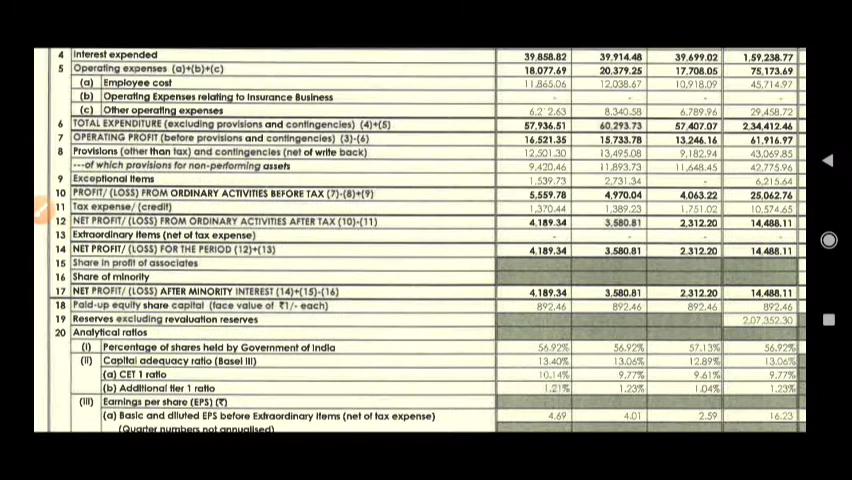 4 Interest expended 39,858.82 39,914.48 39,699.02 1,59,238.77
5 Operating expenses (a)+(b)+(c) 18,077.69 20,379.25 17,708.05 75,173.69
(a) Employee cost 11,865.06 12,038.67 10,918.09 45,714.97
(b) Operating Expenses relating to Insurance Business - - - -
(c) Other operating expenses 6,212.63 8,340.58 6,789.96 29,458.72
6 TOTAL EXPENDITURE (excluding provisions and contingencies) (4)+(5) 57,936.51 60,293.73 57,407.07 2,34,412.46
7 OPERATING PROFIT (before provisions and contingencies) (3)-(6) 16,521.35 15,733.78 13,246.16 61,916.97
8 Provisions (other than tax) and contingencies (net of write back) 12,501.30 13,495.08 9,182.94 43,069.85
---of which provisions for non-performing assets 9,420.46 11,893.73 11,648.45 42,775.96
9 Exceptional Items 1,539.73 2,731.34 - 6,215.64
10 PROFIT/ (LOSS) FROM ORDINARY ACTIVITIES BEFORE TAX (7)-(8)+(9) 5,559.78 4,970.04 4,063.22 25,062.76
11 Tax expense/ (credit) 1,370.44 1,389.23 1,751.02 10,574.65
12 NET PROFIT/ (LOSS) FROM ORDINARY ACTIVITIES AFTER TAX (10)-(11) 4,189.34 3,580.81 2,312.20 14,488.11
13 Extraordinary items (net of tax expense) - - - -
14 NET PROFIT/ (LOSS) FOR THE PERIOD (12)+(13) 4,189.34 3,580.81 2,312.20 14,488.11
15 Share in profit of associates
16 Share of minority
17 NET PROFIT/ (LOSS) AFTER MINORITY INTEREST (14)+(15)-(16) 4,189.34 3,580.81 2,312.20 14,488.11
18 Paid-up equity share capital (face value of ₹1/- each) 892.46 892.46 892.46 892.46
19 Reserves excluding revaluation reserves 2,07,352.30
20 Analytical ratios
(i) Percentage of shares held by Government of India 56.92% 56.92% 57.13% 56.92%
(ii) Capital adequacy ratio (Basel III) 13.40% 13.06% 12.89% 13.06%
(a) CET 1 ratio 10.14% 9.77% 9.61% 9.77%
(b) Additional tier 1 ratio 1.21% 1.23% 1.04% 1.23%
(iii) Earnings per share (EPS) (₹)
(a) Basic and diluted EPS before Extraordinary items (net of tax expense) 4.69 4.01 2.59 16.23
(Quarter numbers not annualised)